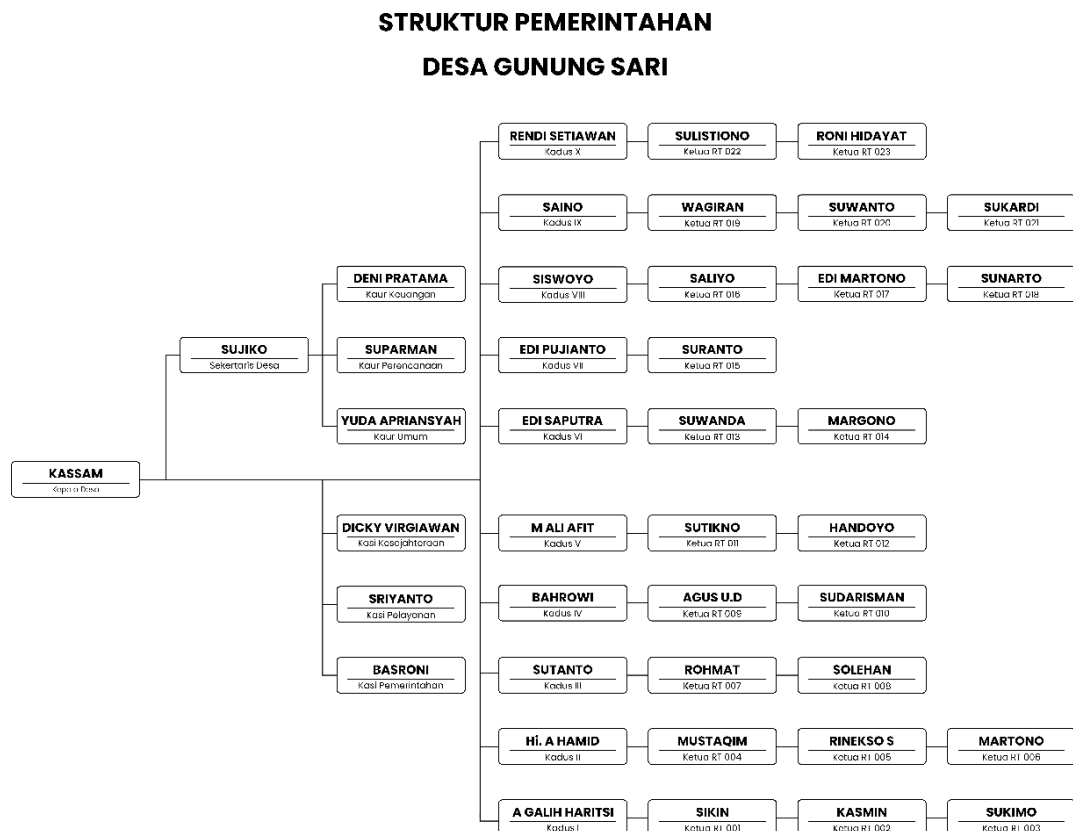 STRUKTUR PEMERINTAHAN
DESA GUNUNG SARI
RENDI SETIAWAN
Kadus X
SULISTIONO
Ketua RT 022
RONI HIDAYAT
Ketua RT 023
SAINO
Kadus IX
WAGIRAN
Ketua RT 019
SUWANTO
Ketua RT 020
SUKARDI
Ketua RT 021
DENI PRATAMA
Kaur Keuangan
SISWOYO
Kadus VIII
SALIYO
Ketua RT 016
EDI MARTONO
Ketua RT 017
SUNARTO
Ketua RT 018
SUJIKO
Sekertaris Desa
SUPARMAN
Kaur Perencanaan
EDI PUJIANTO
Kadus VII
SURANTO
Ketua RT 015
YUDA APRIANSYAH
Kaur Umum
EDI SAPUTRA
Kadus VI
SUWANDA
Ketua RT 013
MARGONO
Ketua RT 014
KASSAM
Kepala Desa
DICKY VIRGIAWAN
Kasi Kesejahteraan
M ALI AFIT
Kadus V
SUTIKNO
Ketua RT 011
HANDOYO
Ketua RT 012
SRIYANTO
Kasi Pelayanan
BAHROWI
Kadus IV
AGUS U.D
Ketua RT 009
SUDARISMAN
Ketua RT 010
BASRONI
Kasi Pemerintahan
SUTANTO
Kadus III
ROHMAT
Ketua RT 007
SOLEHAN
Ketua RT 008
Hi. A HAMID
Kadus II
MUSTAQIM
Ketua RT 004
RINEKSO S
Ketua RT 005
MARTONO
Ketua RT 006
A GALIH HARITSI
Kadus I
SIKIN
Ketua RT 001
KASMIN
Ketua RT 002
SUKIMO
Ketua RT 003